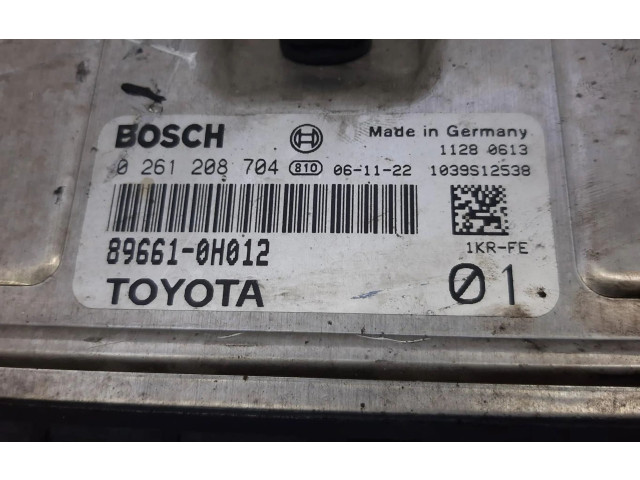 BOSCH Made in Germany
1128 0613
0 261 208 704 810 06-11-22 1039S12538
89661-0H012 1KR-FE
TOYOTA 01